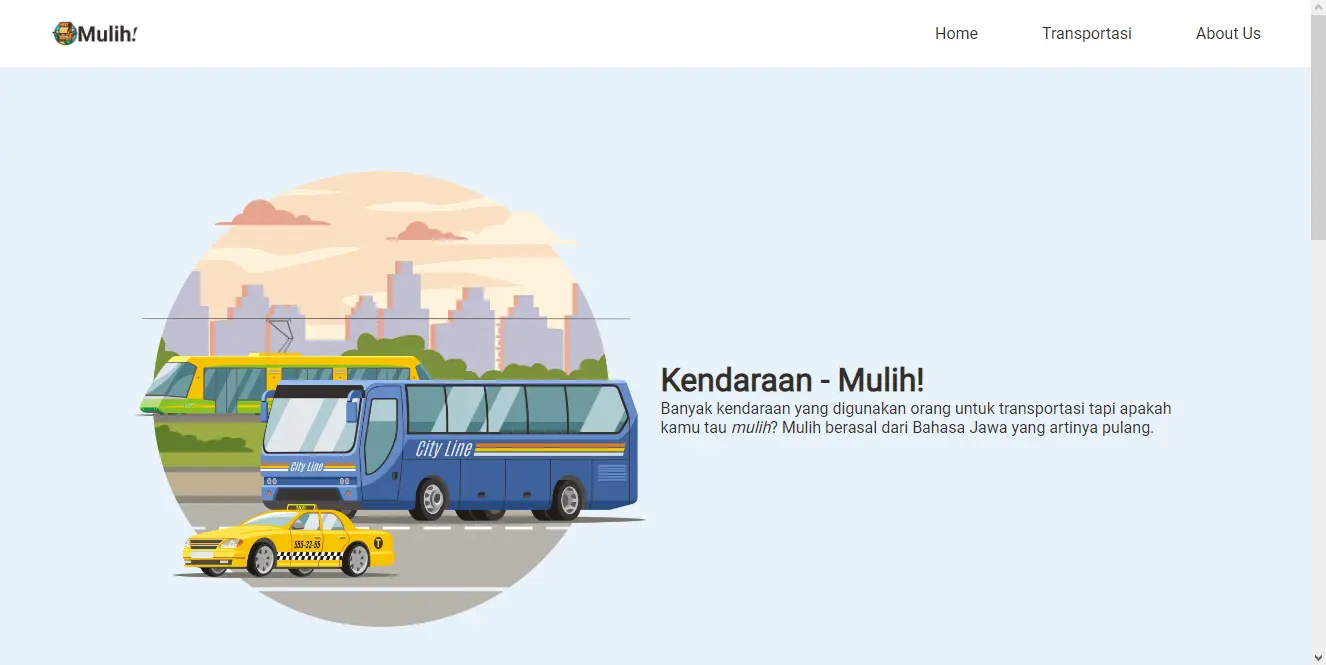 Mulih!
Home
Transportasi
About Us
Kendaraan - Mulih!
Banyak kendaraan yang digunakan orang untuk transportasi tapi apakah
kamu tau mulih? Mulih berasal dari Bahasa Jawa yang artinya pulang.
City Line
City Line
TAXI
555-23-55
T